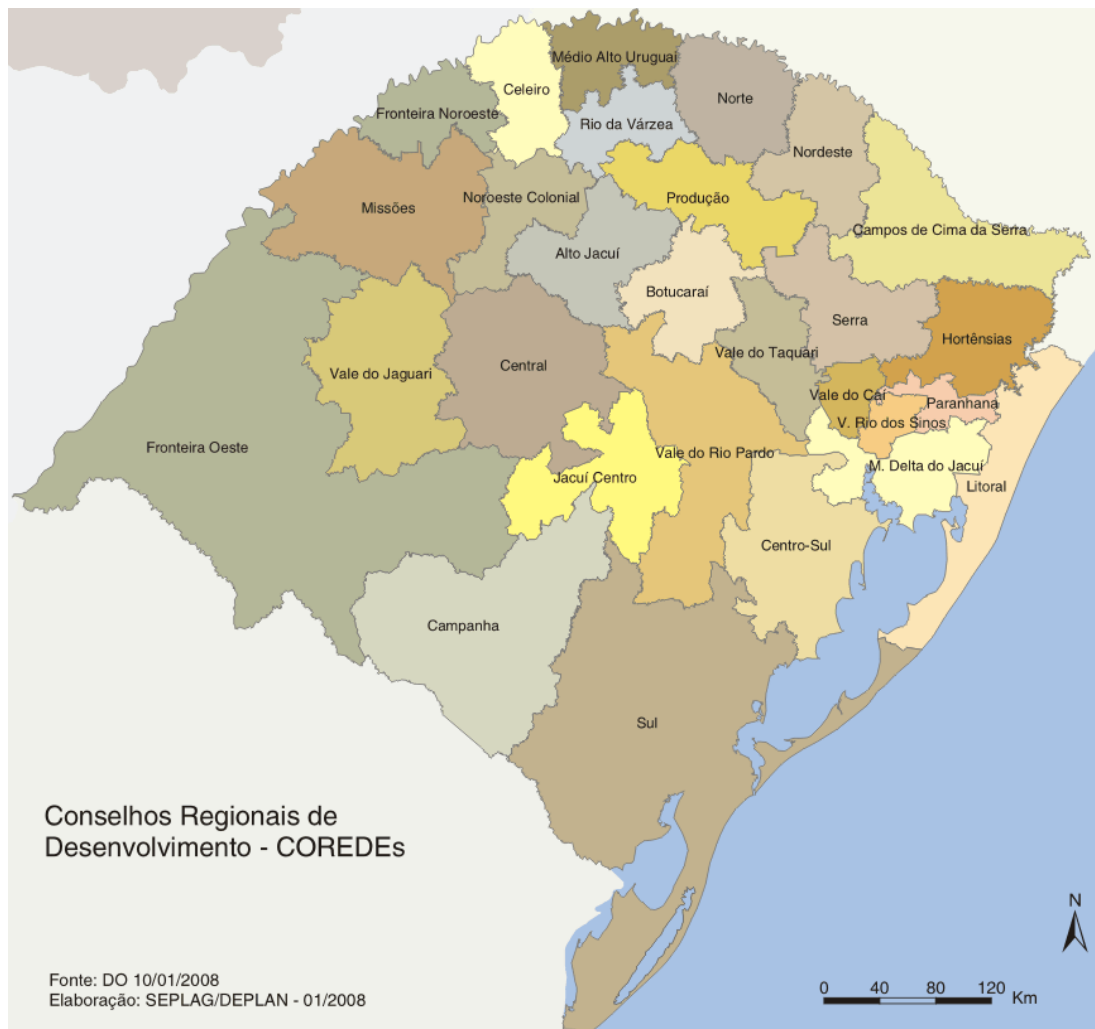 Médio Alto Uruguai
Celeiro
Norte
Fronteira Noroeste
Rio da Várzea
Nordeste
Noroeste Colonial
Produção
Missões
Campos de Cima da Serra
Alto Jacuí
Botucaraí
Serra
Hortênsias
Vale do Taquari
Central
Vale do Jaguari
Vale do Caí
Paranhana
V. Rio dos Sinos
Fronteira Oeste
Vale do Rio Pardo
M. Delta do Jacuí
Jacuí Centro
Litoral
Centro-Sul
Campanha
Sul
Conselhos Regionais de
Desenvolvimento - COREDEs
N
Fonte: DO 10/01/2008
Elaboração: SEPLAG/DEPLAN - 01/2008
0 40 80 120 Km